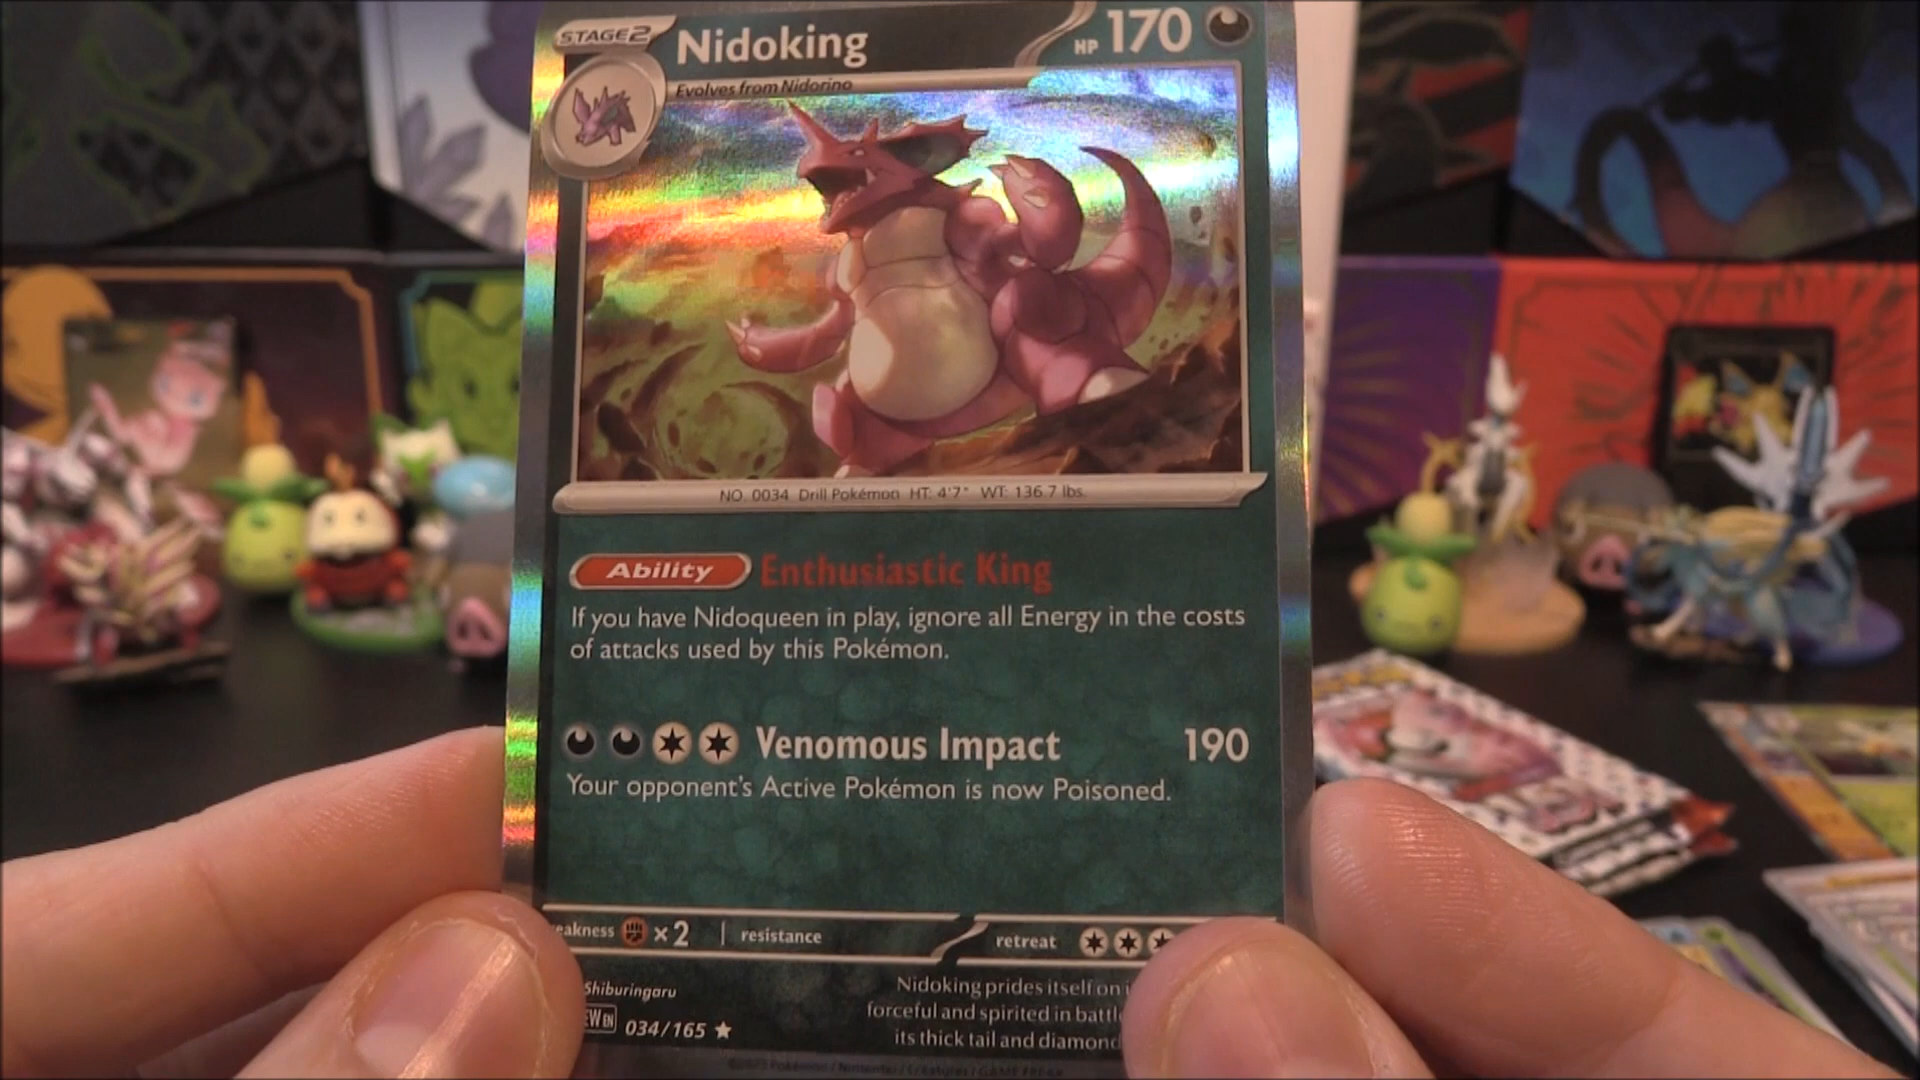 STAGE2 Nidoking HP 170
Evolves from Nidorino
NO. 0034 Drill Pokémon HT: 4'7" WT: 136.7 lbs.
Ability Enthusiastic King
If you have Nidoqueen in play, ignore all Energy in the costs
of attacks used by this Pokémon.
Venomous Impact 190
Your opponent's Active Pokémon is now Poisoned.
eakness ×2 | resistance retreat
Shiburingaru
EW EN 034/165 ★
Nidoking prides itself on
forceful and spirited in battl
its thick tail and diamond